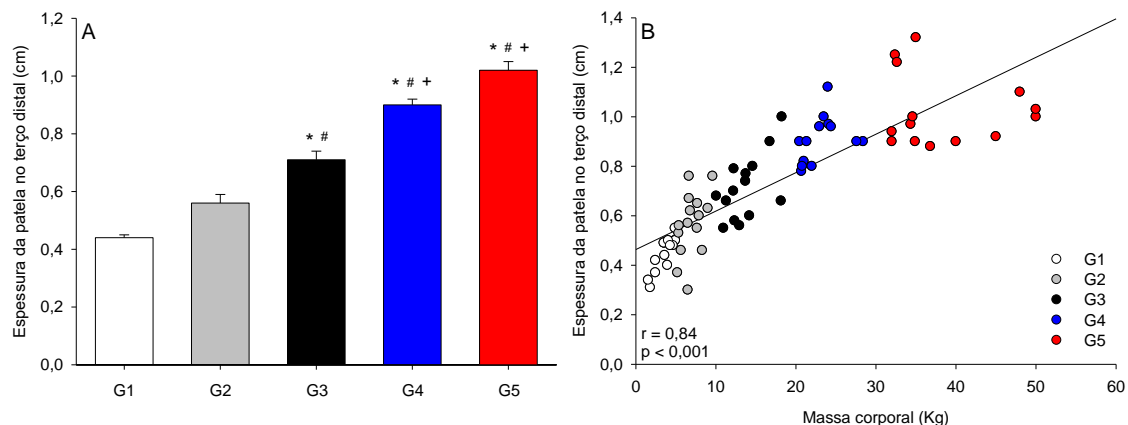 A
Espessura da patela no terço distal (cm)
1,2
1,0
0,8
0,6
0,4
0,2
0,0
* #
* # +
* # +
G1 G2 G3 G4 G5
B
Espessura da patela no terço distal (cm)
1,4
1,2
1,0
0,8
0,6
0,4
0,2
0,0
r = 0,84
p < 0,001
G1
G2
G3
G4
G5
0 10 20 30 40 50 60
Massa corporal (Kg)